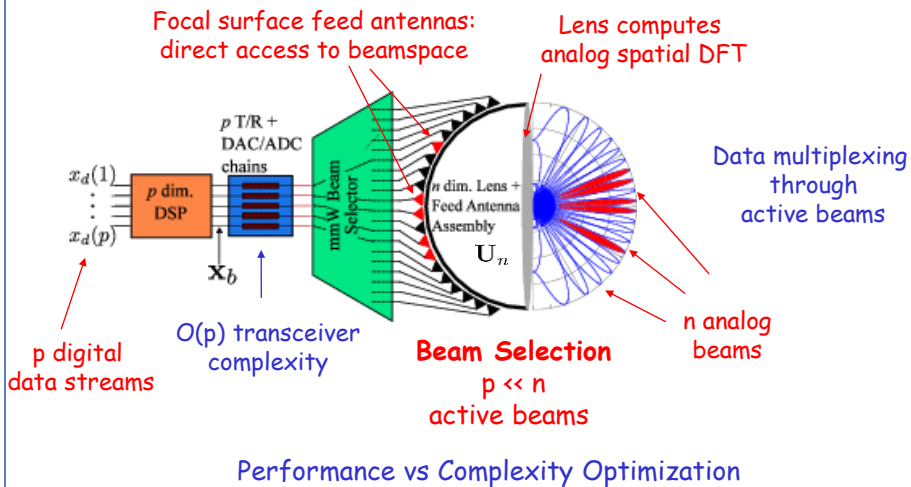 Focal surface feed antennas:
direct access to beamspace
Lens computes
analog spatial DFT
p T/R +
DAC/ADC
chains
x_d(1)
⋮
x_d(p)
p dim.
DSP
x_b
mmW Beam
Selector
n dim. Lens +
Feed Antenna
Assembly
U_n
Data multiplexing
through
active beams
p digital
data streams
O(p) transceiver
complexity
Beam Selection
p << n
active beams
n analog
beams
Performance vs Complexity Optimization